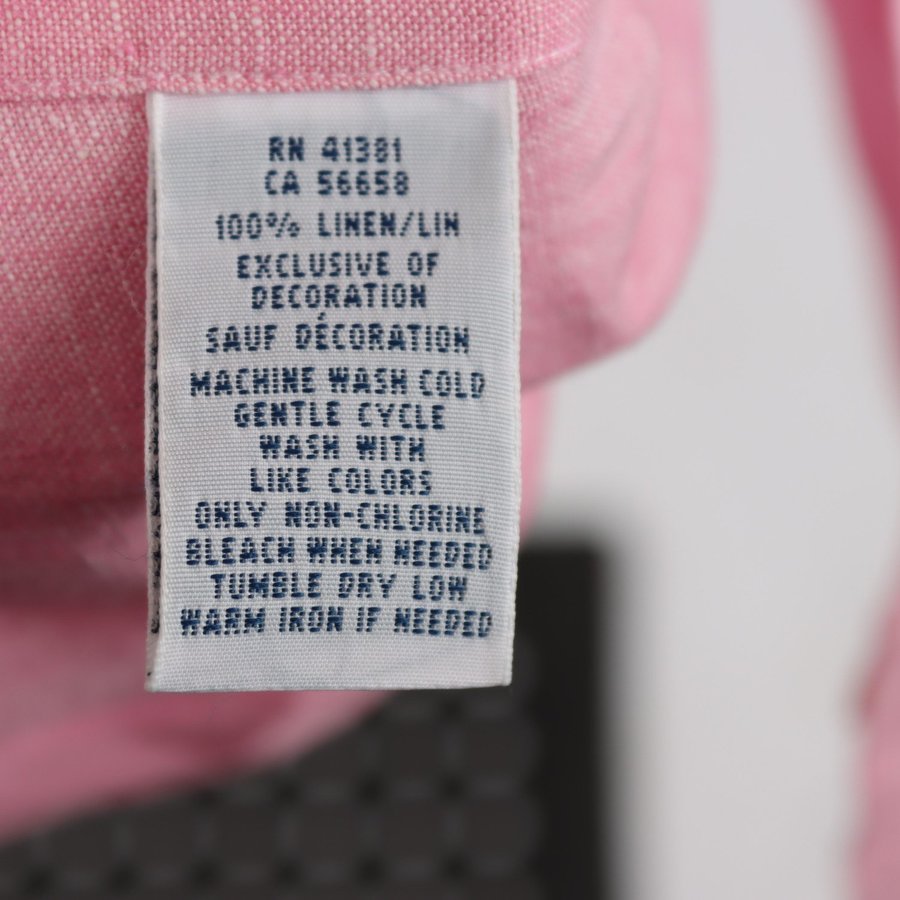 RN 41381
CA 56658
100% LINEN/LIN
EXCLUSIVE OF
DECORATION
SAUF DÉCORATION
MACHINE WASH COLD
GENTLE CYCLE
WASH WITH
LIKE COLORS
ONLY NON-CHLORINE
BLEACH WHEN NEEDED
TUMBLE DRY LOW
WARM IRON IF NEEDED